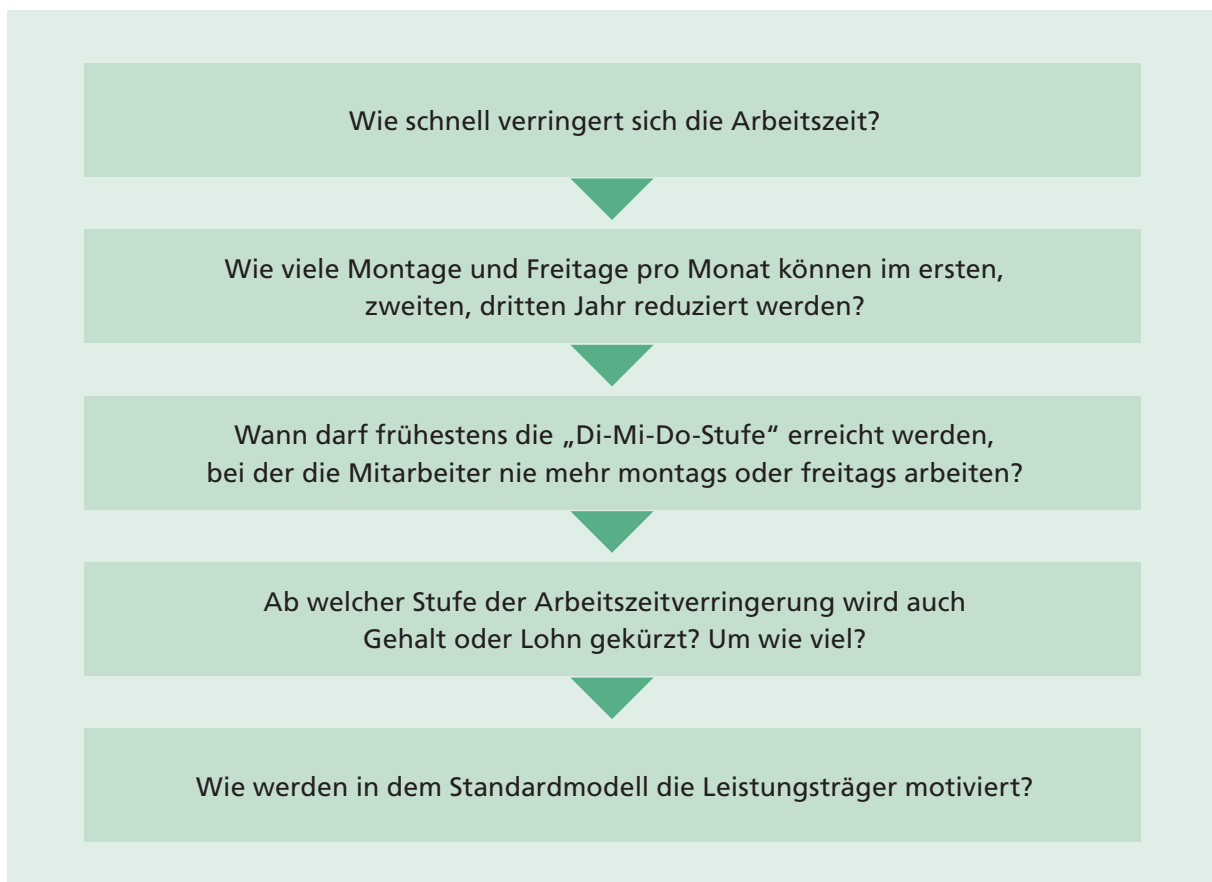 Wie schnell verringert sich die Arbeitszeit?
Wie viele Montage und Freitage pro Monat können im ersten,
zweiten, dritten Jahr reduziert werden?
Wann darf frühestens die „Di-Mi-Do-Stufe“ erreicht werden,
bei der die Mitarbeiter nie mehr montags oder freitags arbeiten?
Ab welcher Stufe der Arbeitszeitverringerung wird auch
Gehalt oder Lohn gekürzt? Um wie viel?
Wie werden in dem Standardmodell die Leistungsträger motiviert?